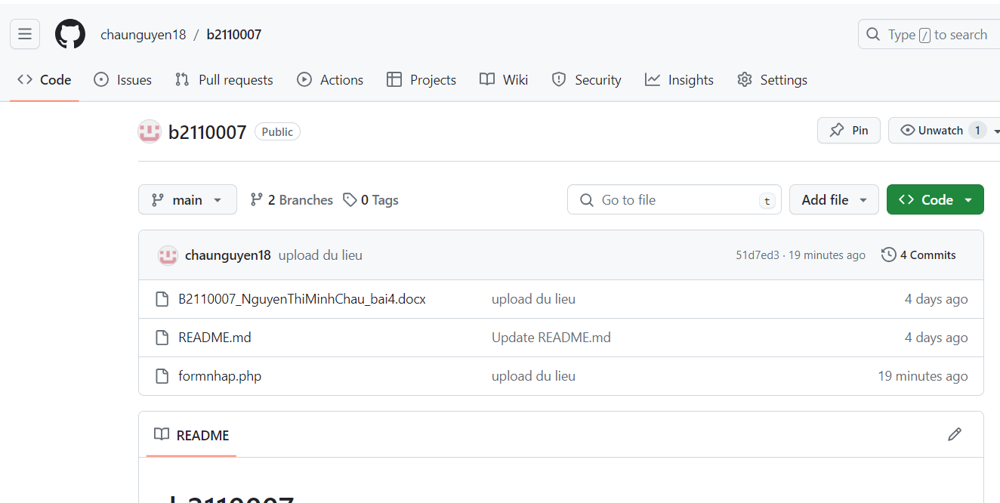 chaunguyen18 / b2110007
Type / to search
Code Issues Pull requests Actions Projects Wiki Security Insights Settings
b2110007 Public
Pin Unwatch 1
main 2 Branches 0 Tags
Go to file t Add file Code
chaunguyen18 upload du lieu 51d7ed3 · 19 minutes ago 4 Commits
B2110007_NguyenThiMinhChau_bai4.docx upload du lieu 4 days ago
README.md Update README.md 4 days ago
formnhap.php upload du lieu 19 minutes ago
README
b2110007